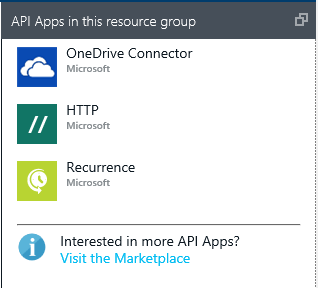 API Apps in this resource group
OneDrive Connector
Microsoft
//
HTTP
Microsoft
Recurrence
Microsoft
i
Interested in more API Apps?
Visit the Marketplace